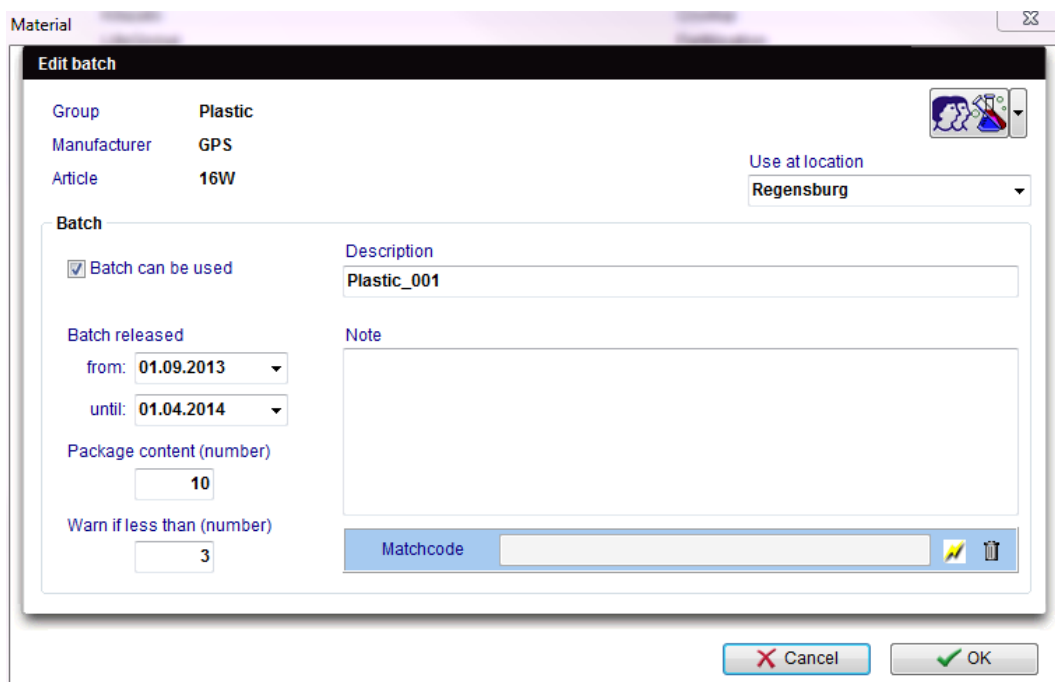 Material
Edit batch
Group Plastic
Manufacturer GPS
Article 16W
Use at location
Regensburg
Batch
Batch can be used
Description
Plastic_001
Batch released
from: 01.09.2013
until: 01.04.2014
Note
Package content (number)
10
Warn if less than (number)
3
Matchcode
Cancel
OK